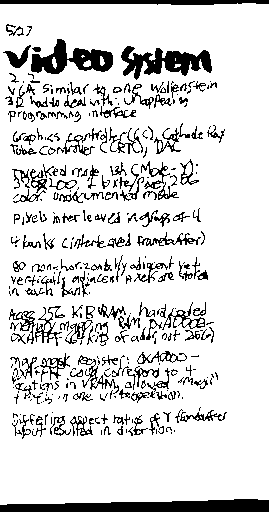 5/27
Video System
2.2
VGA similar to one Wolfenstein
3D had to deal with: Unappealing
programming interface
Graphics controller (GC), Cathode Ray
Tube Controller (CRTC), DAC
Tweaked mode 13h (Mode-Y):
320x200, 1 byte/pixel, 256
color undocumented mode
Pixels interleaved in groups of 4
4 banks (interleaved framebuffer)
80 non-horizontally adjacent yet
vertically adjacent pixels are stored
in each bank.
256 KiB VRAM, hard coded
memory mapping RAM 0xA0000-
0xAFFFF (64 KiB of addr, not 256)
Map mask register: 0xA0000 -
0xAFFFF could correspond to 4
locations in VRAM, allowed "magic"
4 pixels in one write operation.
Differing aspect ratios of framebuffer
resulted in distortion.